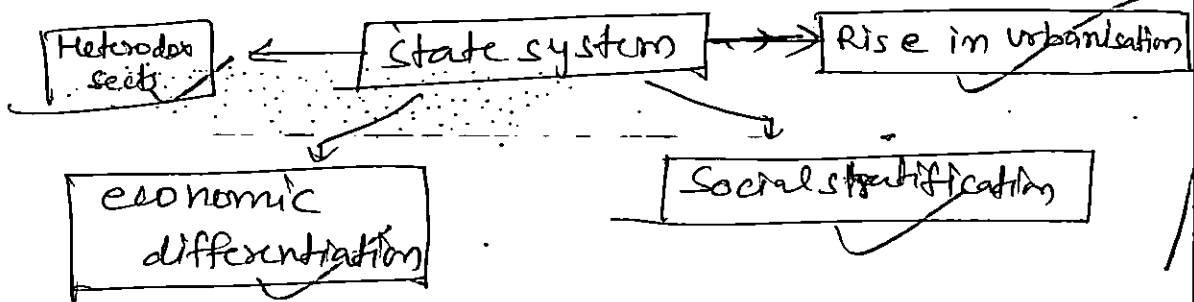 Heterodox
sects
state system
Rise in urbanisation
economic
differentiation
Social stratification